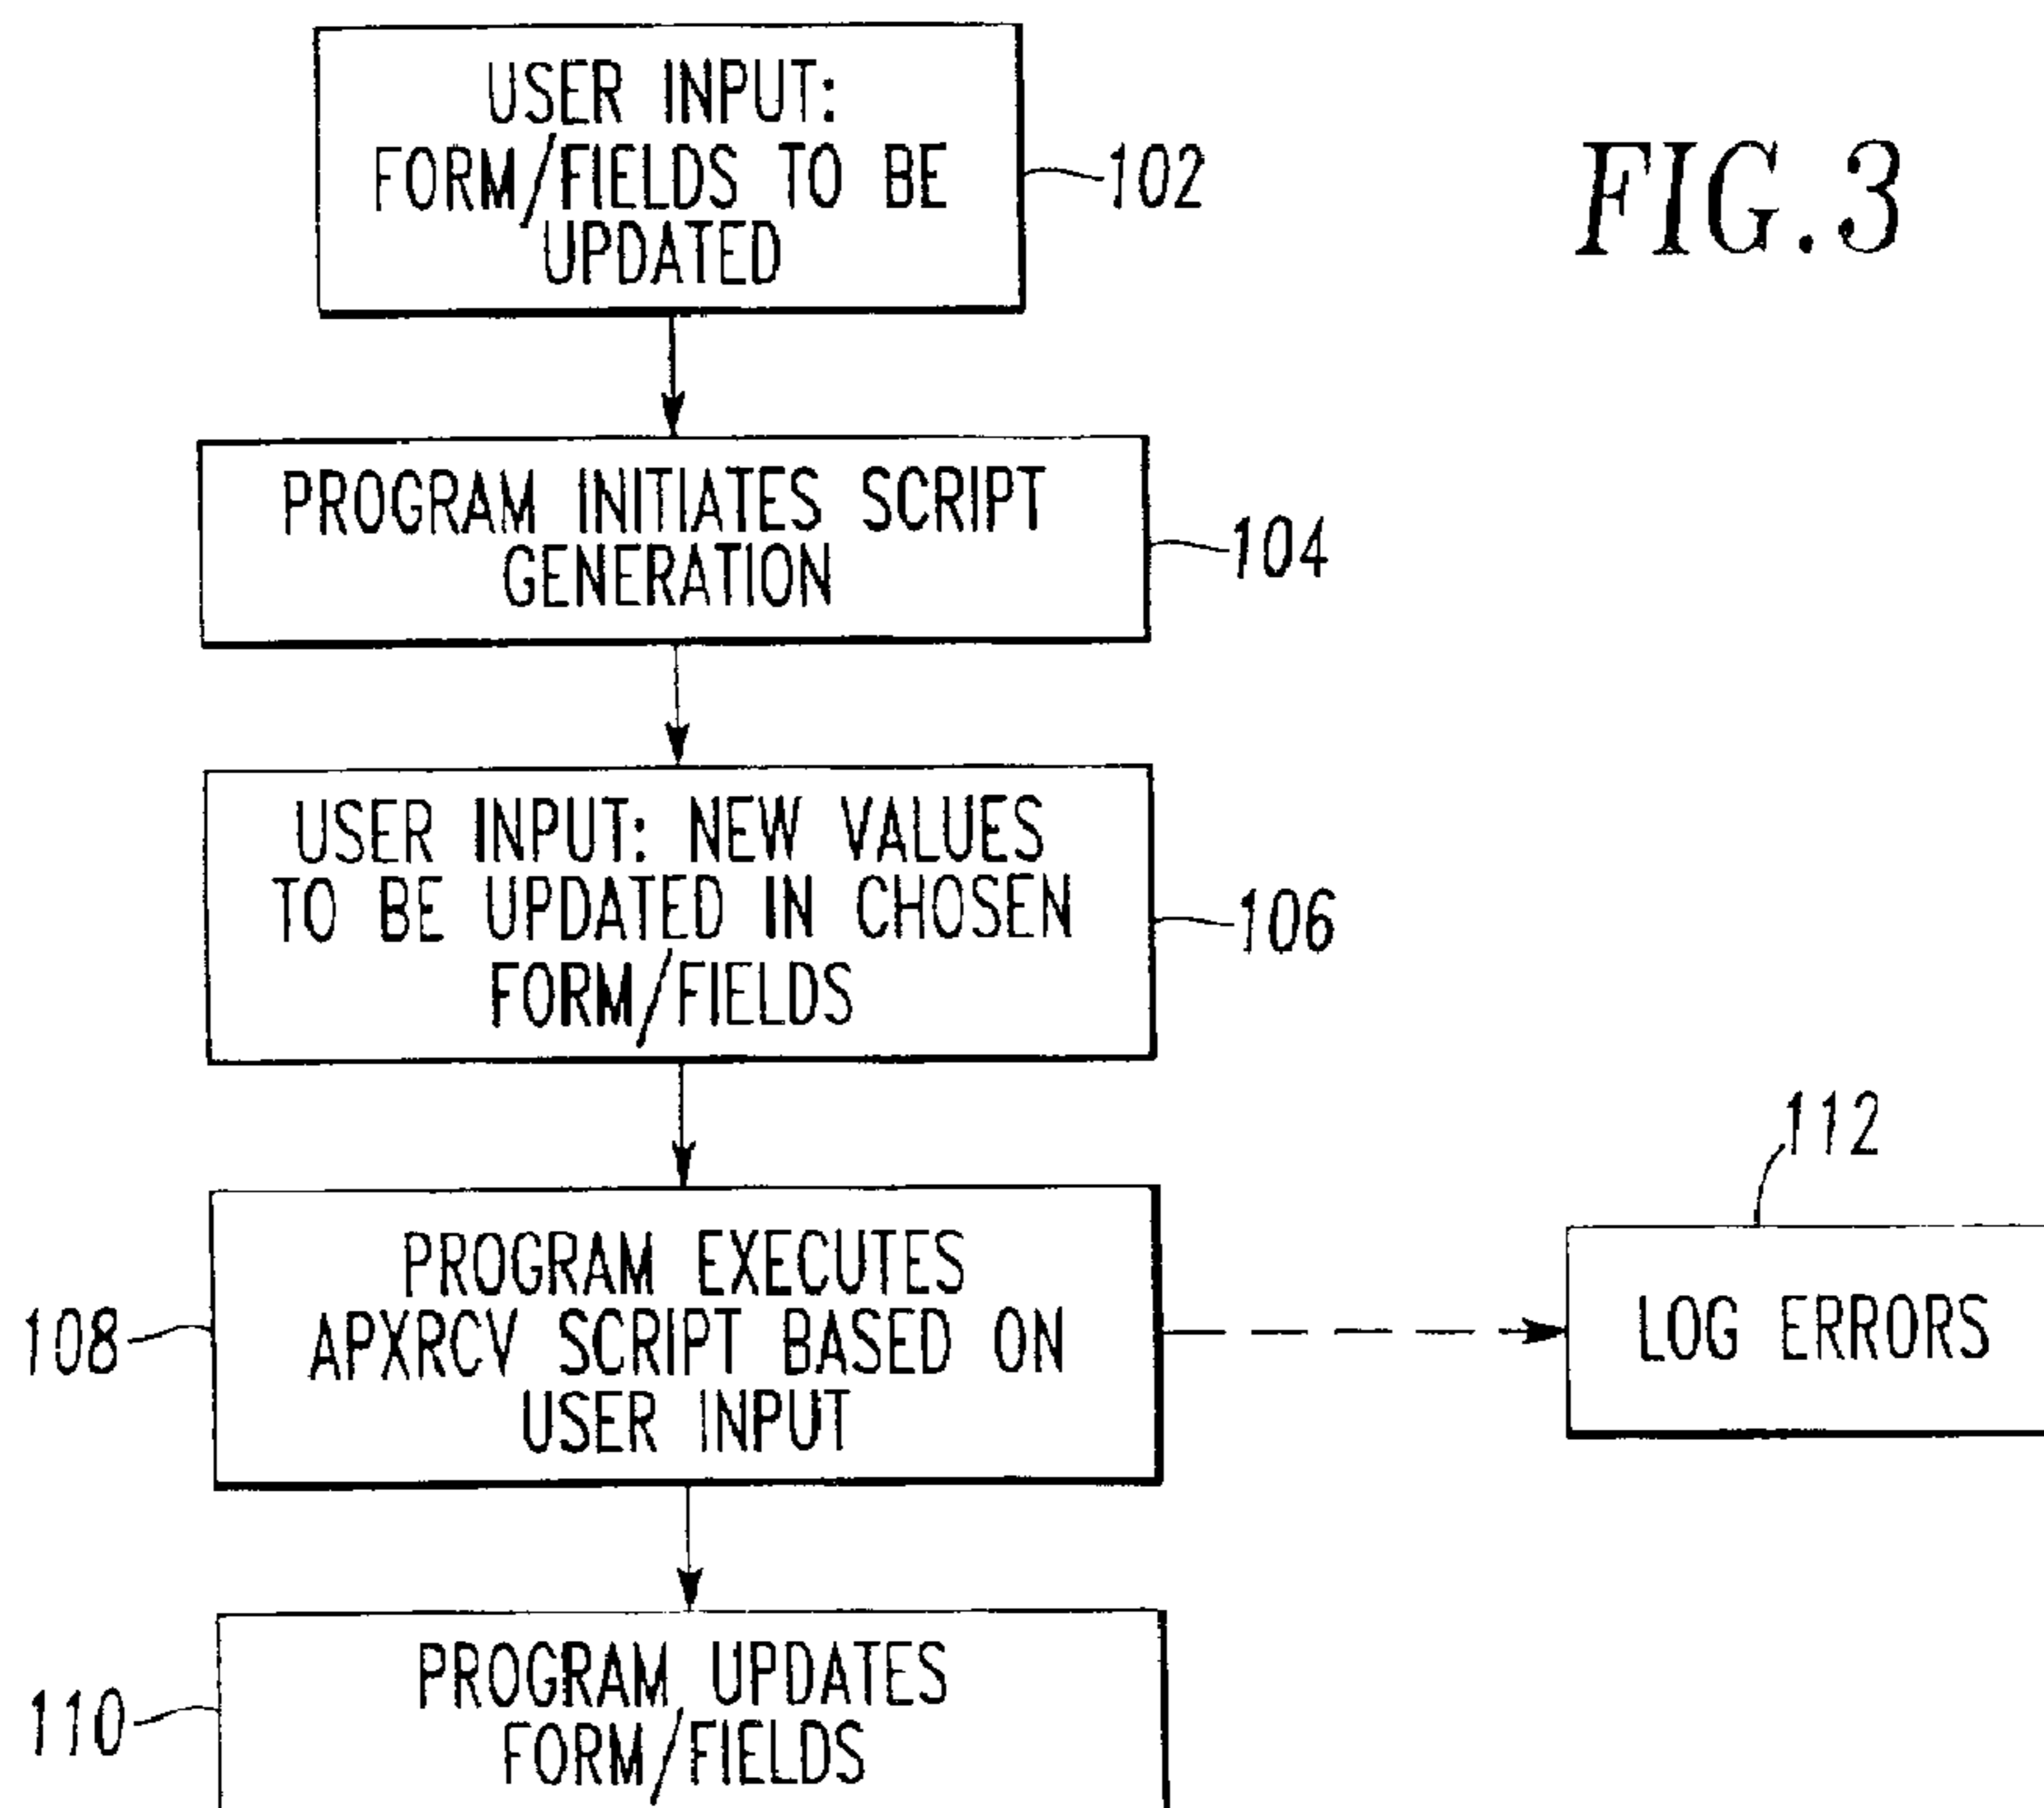 USER INPUT:
FORM/FIELDS TO BE
UPDATED
102
FIG.3
PROGRAM INITIATES SCRIPT
GENERATION
104
USER INPUT: NEW VALUES
TO BE UPDATED IN CHOSEN
FORM/FIELDS
106
112
PROGRAM EXECUTES
APXRCV SCRIPT BASED ON
USER INPUT
108
LOG ERRORS
PROGRAM UPDATES
FORM/FIELDS
110